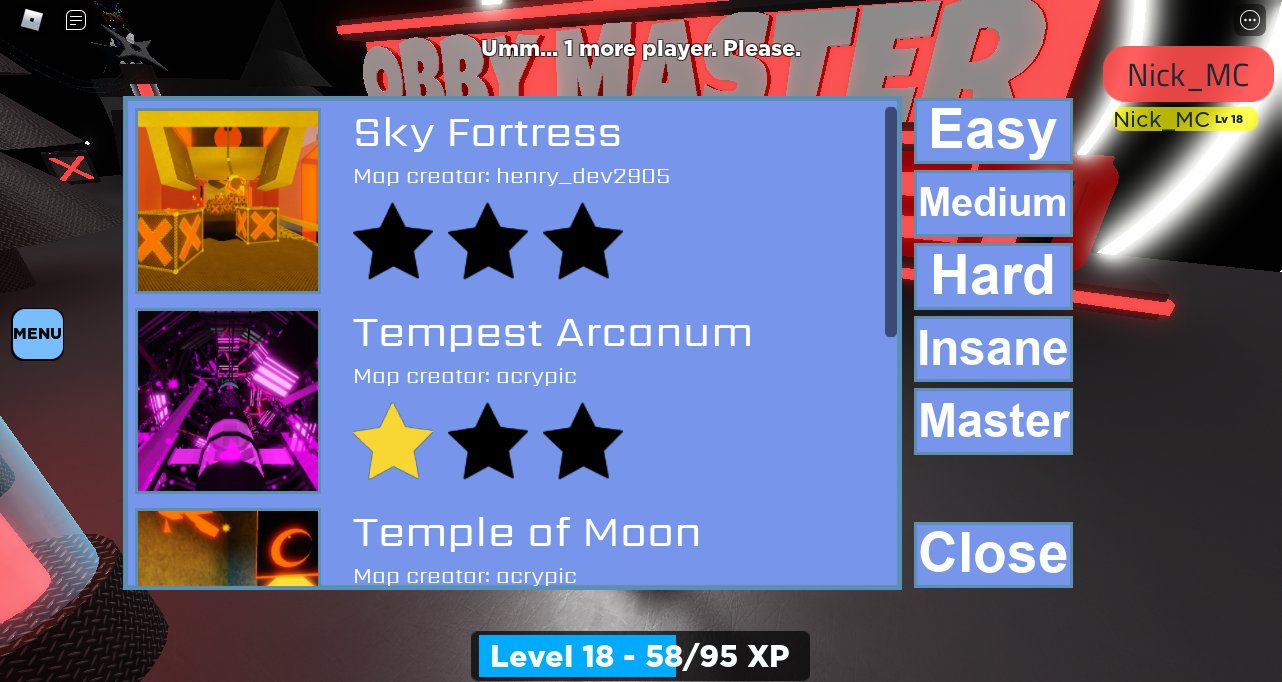 OBBY MASTER
Umm... 1 more player. Please.
Nick_MC
Nick_MC Lv 18
Sky Fortress
Map creator: henry_dev2905
Tempest Arcanum
Map creator: acrypic
Temple of Moon
Map creator: acrypic
Easy
Medium
Hard
Insane
Master
Close
MENU
Level 18 - 58/95 XP